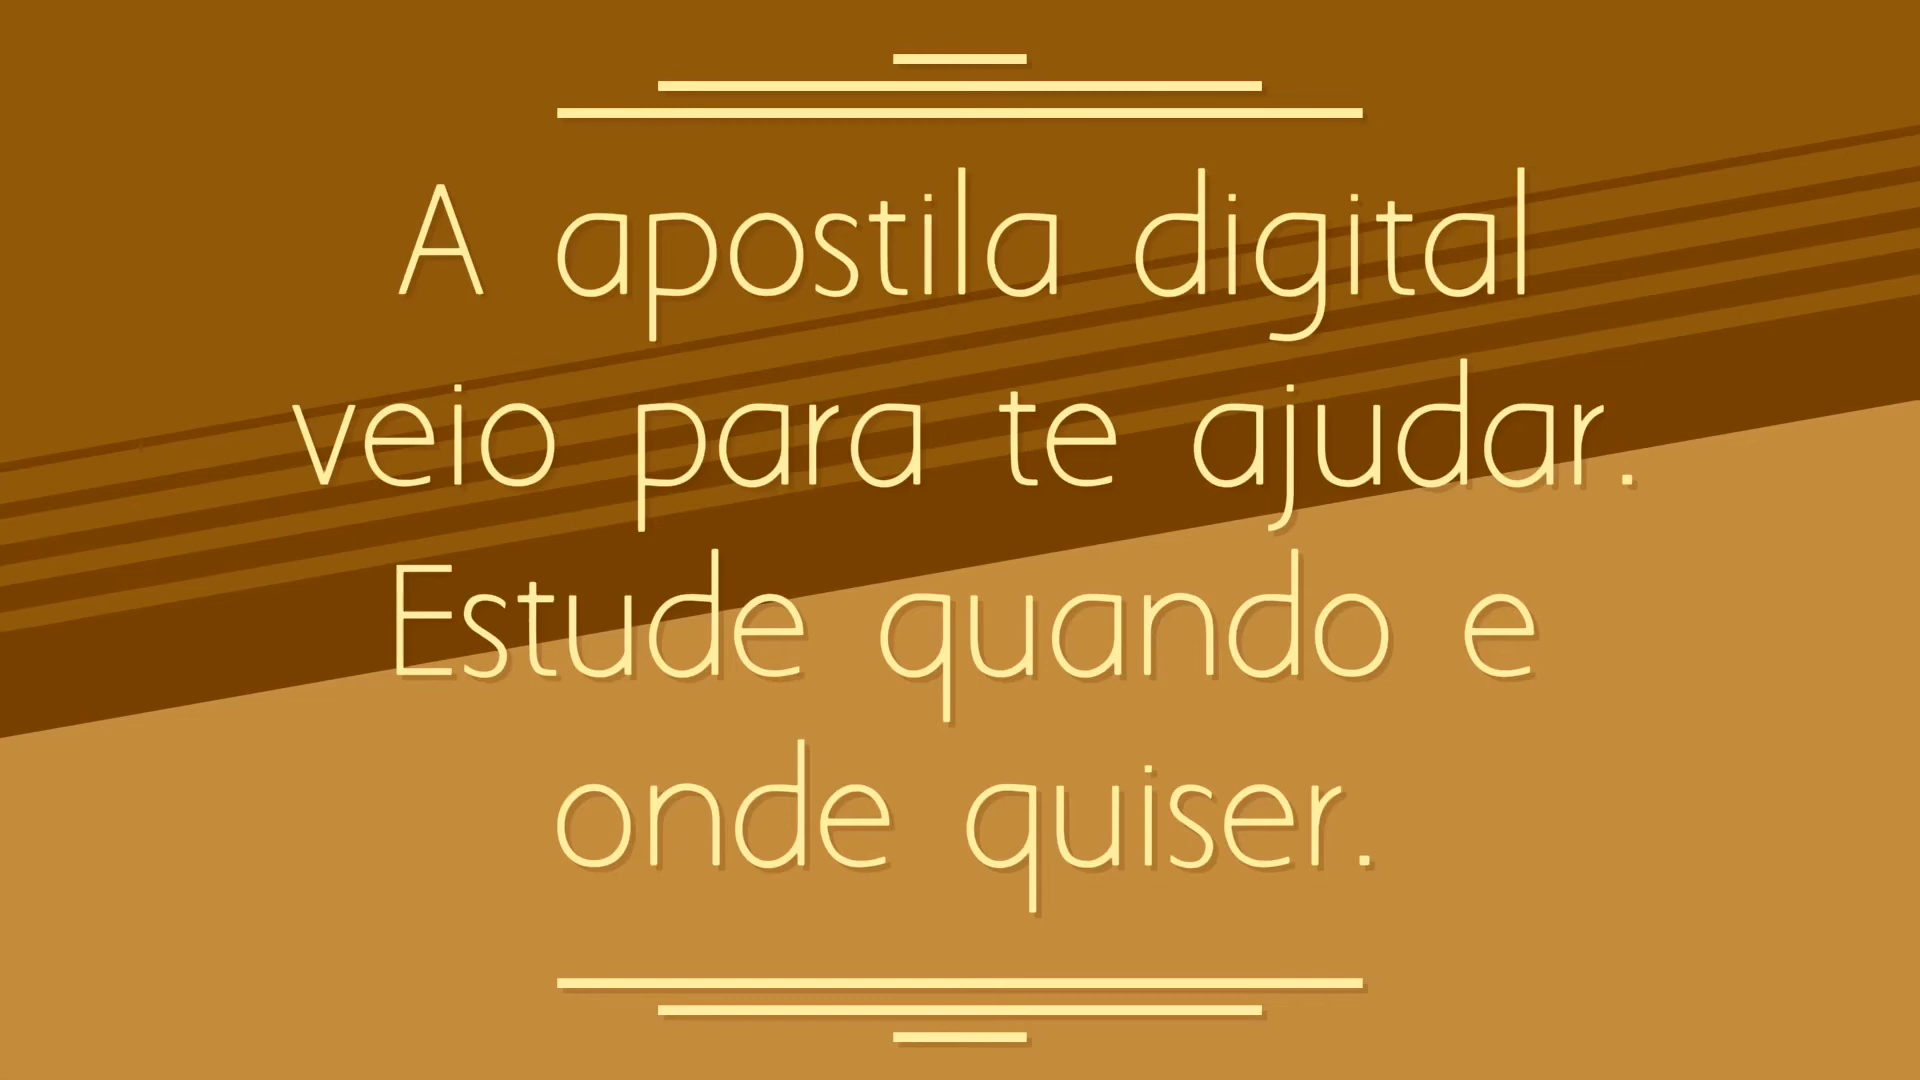 A apostila digital
veio para te ajudar.
Estude quando e
onde quiser.